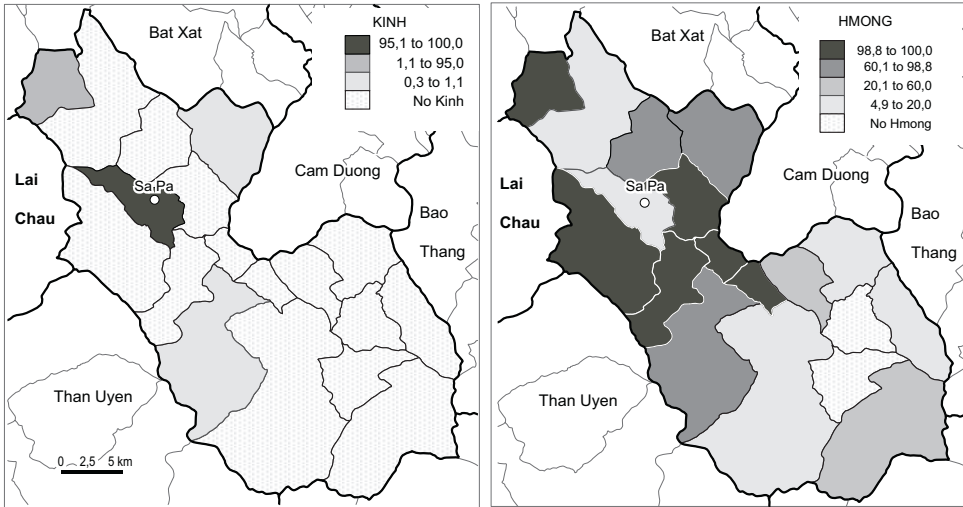 KINH
95,1 to 100,0
1,1 to 95,0
0,3 to 1,1
No Kinh
Bat Xat
Sa Pa
Cam Duong
Lai
Chau
Bao
Thang
Than Uyen
0 2,5 5 km
HMONG
98,8 to 100,0
60,1 to 98,8
20,1 to 60,0
4,9 to 20,0
No Hmong
Bat Xat
Sa Pa
Cam Duong
Lai
Chau
Bao
Thang
Than Uyen